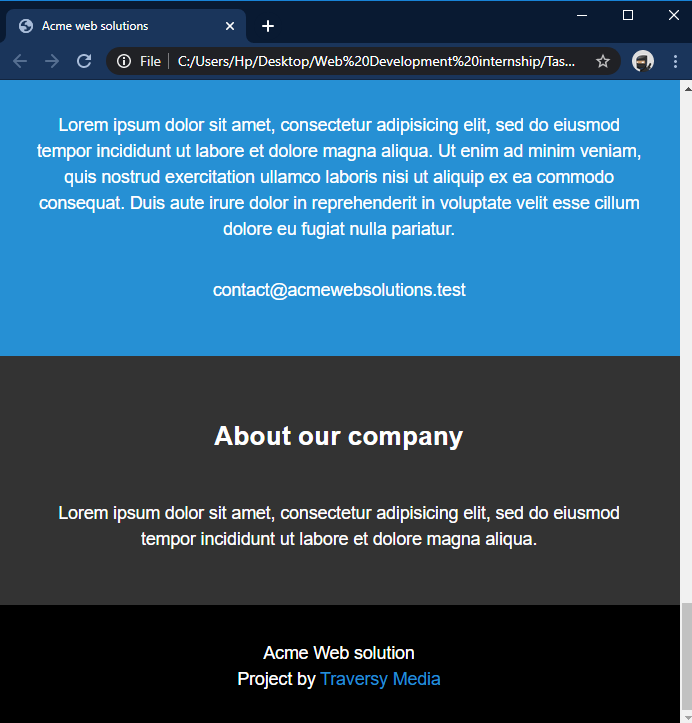 Acme web solutions
File
C:/Users/Hp/Desktop/Web%20Development%20internship/Tas...
Lorem ipsum dolor sit amet, consectetur adipisicing elit, sed do eiusmod
tempor incididunt ut labore et dolore magna aliqua. Ut enim ad minim veniam,
quis nostrud exercitation ullamco laboris nisi ut aliquip ex ea commodo
consequat. Duis aute irure dolor in reprehenderit in voluptate velit esse cillum
dolore eu fugiat nulla pariatur.
contact@acmewebsolutions.test
About our company
Lorem ipsum dolor sit amet, consectetur adipisicing elit, sed do eiusmod
tempor incididunt ut labore et dolore magna aliqua.
Acme Web solution
Project by Traversy Media